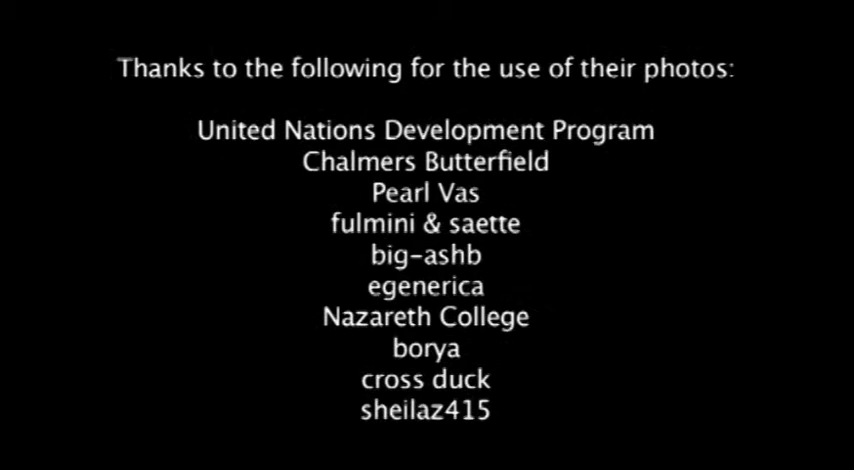 Thanks to the following for the use of their photos:
United Nations Development Program
Chalmers Butterfield
Pearl Vas
fulmini & saette
big-ashb
egenerica
Nazareth College
borya
cross duck
sheilaz415